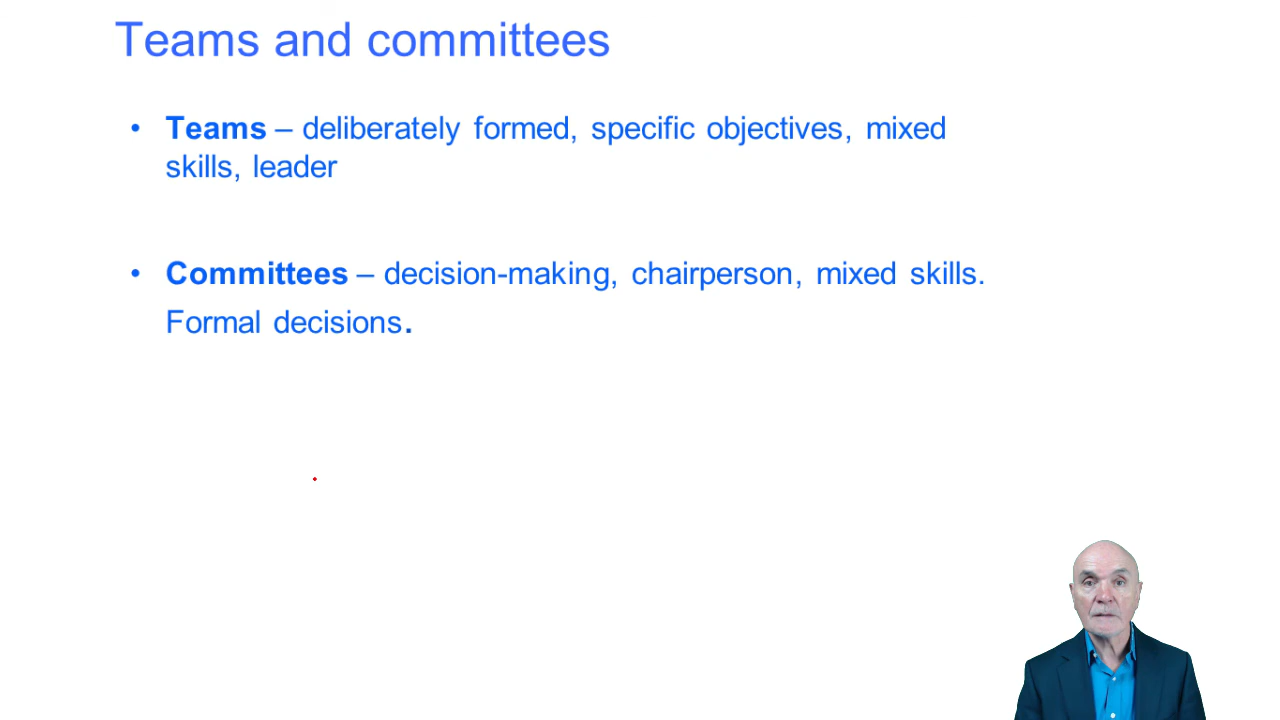 Teams and committees
• Teams – deliberately formed, specific objectives, mixed
skills, leader
• Committees – decision-making, chairperson, mixed skills.
Formal decisions.